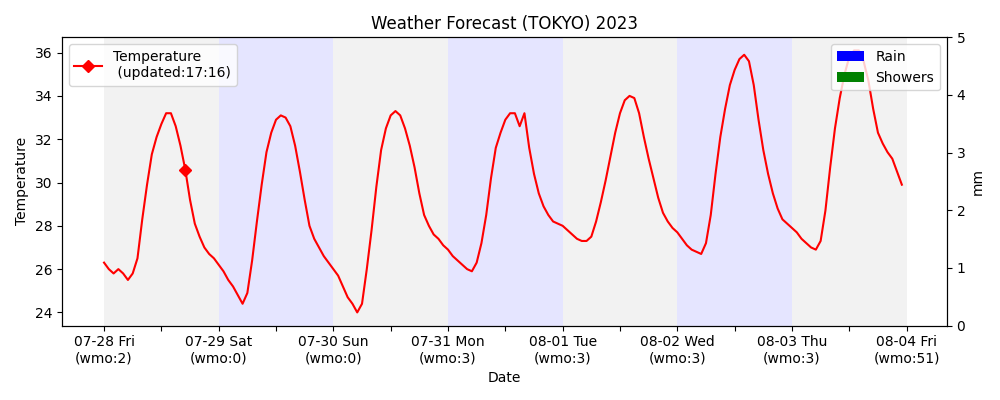 Weather Forecast (TOKYO) 2023
Temperature
(updated:17:16)
Rain
Showers
36
34
32
30
28
26
24
Temperature
5
4
3
2
1
0
mm
07-28 Fri
(wmo:2)
07-29 Sat
(wmo:0)
07-30 Sun
(wmo:0)
07-31 Mon
(wmo:3)
08-01 Tue
(wmo:3)
08-02 Wed
(wmo:3)
08-03 Thu
(wmo:3)
08-04 Fri
(wmo:51)
Date